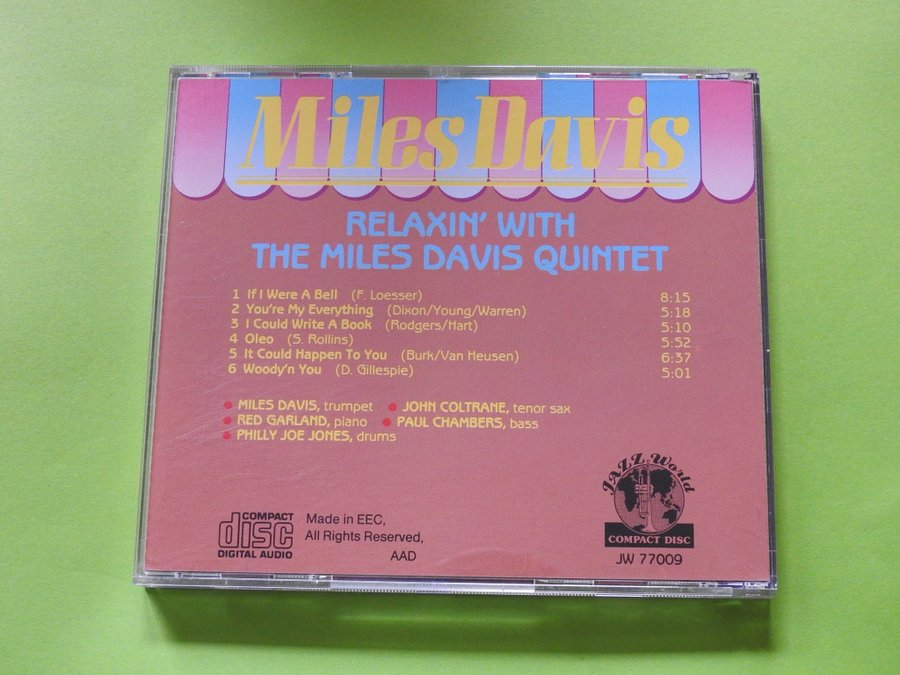 Miles Davis
RELAXIN' WITH
THE MILES DAVIS QUINTET
1 If I Were A Bell (F. Loesser) 8:15
2 You're My Everything (Dixon/Young/Warren) 5:18
3 I Could Write A Book (Rodgers/Hart) 5:10
4 Oleo (S. Rollins) 5:52
5 It Could Happen To You (Burk/Van Heusen) 6:37
6 Woody'n You (D. Gillespie) 5:01
● MILES DAVIS, trumpet ● JOHN COLTRANE, tenor sax
● RED GARLAND, piano ● PAUL CHAMBERS, bass
● PHILLY JOE JONES, drums
COMPACT
disc
DIGITAL AUDIO
Made in EEC,
All Rights Reserved,
AAD
JAZZ World
COMPACT DISC
JW 77009